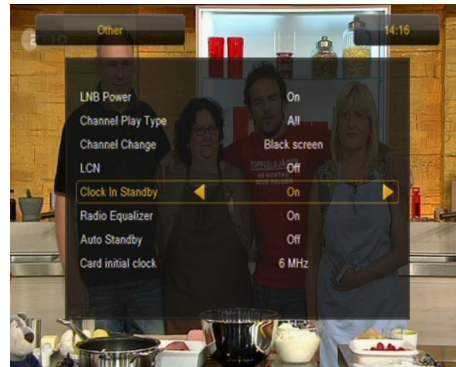 Other
14:16
HD
LNB Power On
Channel Play Type All
Channel Change Black screen
LCN Off
Clock In Standby On
Radio Equalizer On
Auto Standby Off
Card initial clock 6 MHz